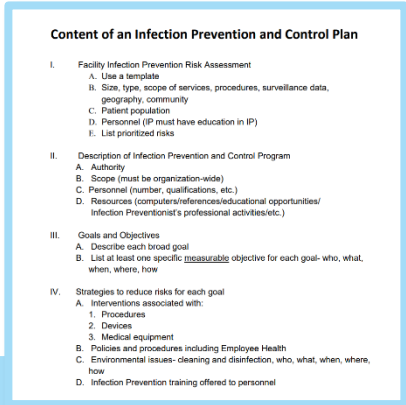 Content of an Infection Prevention and Control Plan
I. Facility Infection Prevention Risk Assessment
A. Use a template
B. Size, type, scope of services, procedures, surveillance data,
geography, community
C. Patient population
D. Personnel (IP must have education in IP)
E. List prioritized risks
II. Description of Infection Prevention and Control Program
A. Authority
B. Scope (must be organization-wide)
C. Personnel (number, qualifications, etc.)
D. Resources (computers/references/educational opportunities/
Infection Preventionist's professional activities/etc.)
III. Goals and Objectives
A. Describe each broad goal
B. List at least one specific measurable objective for each goal- who, what,
when, where, how
IV. Strategies to reduce risks for each goal
A. Interventions associated with:
1. Procedures
2. Devices
3. Medical equipment
B. Policies and procedures including Employee Health
C. Environmental issues- cleaning and disinfection, who, what, when, where,
how
D. Infection Prevention training offered to personnel